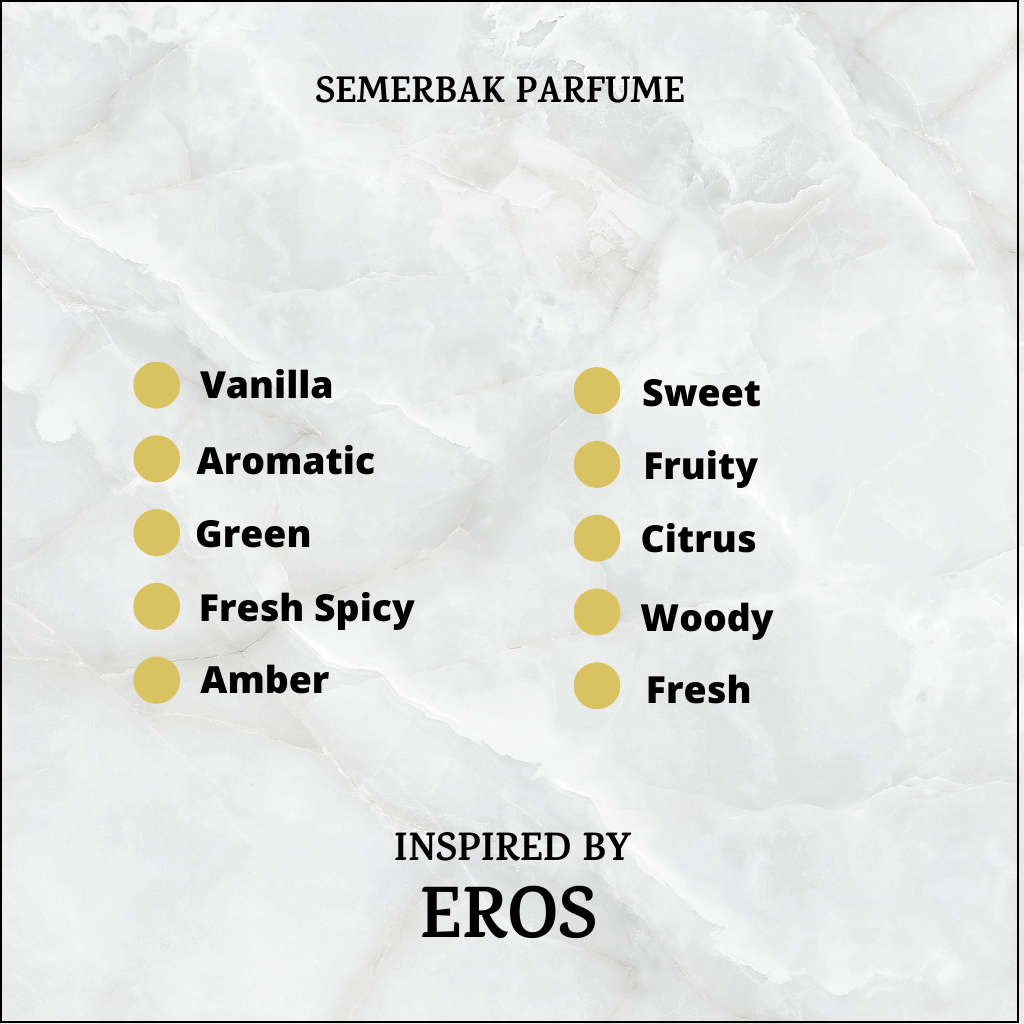 SEMERBAK PARFUME
Vanilla
Aromatic
Green
Fresh Spicy
Amber
Sweet
Fruity
Citrus
Woody
Fresh
INSPIRED BY
EROS